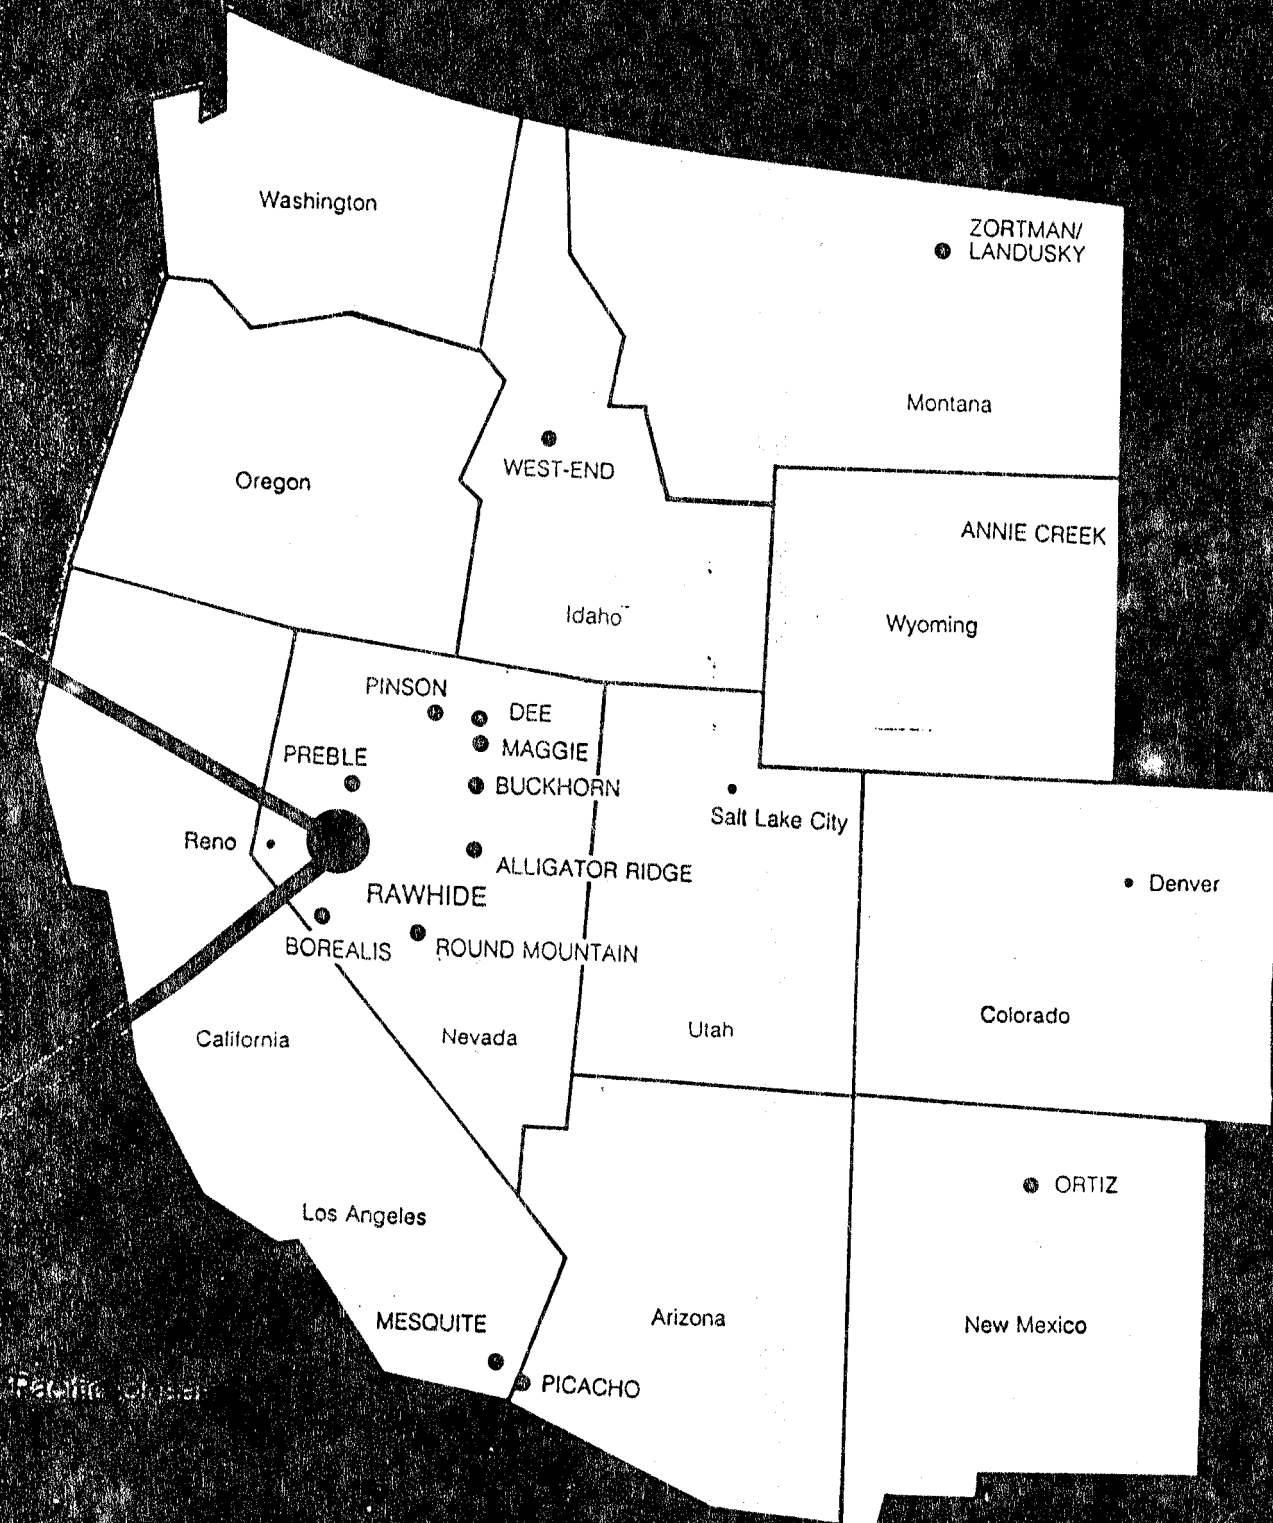 Washington
ZORTMAN/
LANDUSKY
Montana
WEST-END
Oregon
ANNIE CREEK
Idaho
Wyoming
PINSON
DEE
MAGGIE
PREBLE
BUCKHORN
Salt Lake City
Reno
ALLIGATOR RIDGE
Denver
RAWHIDE
BOREALIS
ROUND MOUNTAIN
California
Nevada
Utah
Colorado
ORTIZ
Los Angeles
MESQUITE
Arizona
New Mexico
PICACHO
Pacific